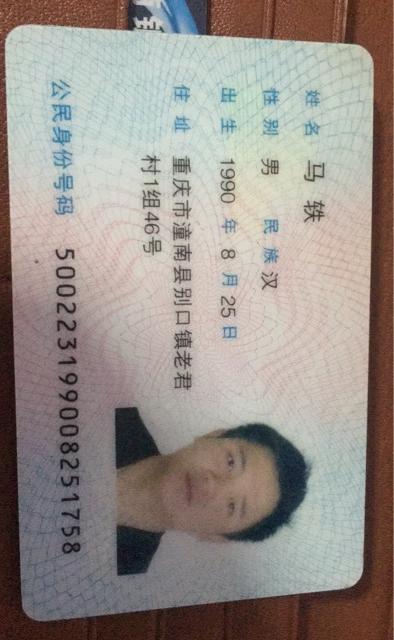 姓名 马轶
性别 男 民族 汉
出生 1990 年 8 月 25 日
住址 重庆市潼南县别口镇老君
村1组46号
公民身份号码 500223199008251758